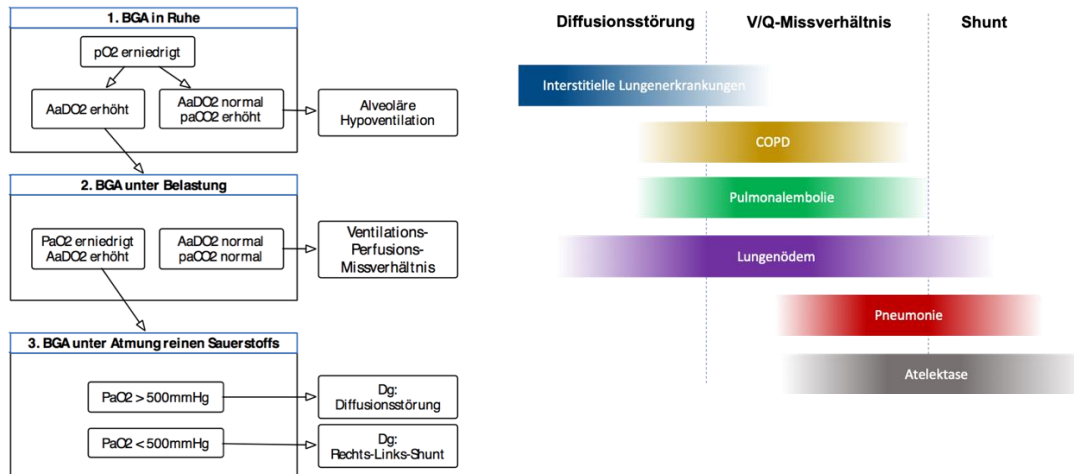 1. BGA in Ruhe
pO2 erniedrigt
AaDO2 erhöht
AaDO2 normal
paCO2 erhöht
Alveoläre
Hypoventilation
2. BGA unter Belastung
PaO2 erniedrigt
AaDO2 erhöht
AaDO2 normal
paCO2 normal
Ventilations-
Perfusions-
Missverhältnis
3. BGA unter Atmung reinen Sauerstoffs
PaO2 > 500mmHg
Dg:
Diffusionsstörung
PaO2 < 500mmHg
Dg:
Rechts-Links-Shunt
Diffusionsstörung
V/Q-Missverhältnis
Shunt
Interstitielle Lungenerkrankungen
COPD
Pulmonalembolie
Lungenödem
Pneumonie
Atelektase